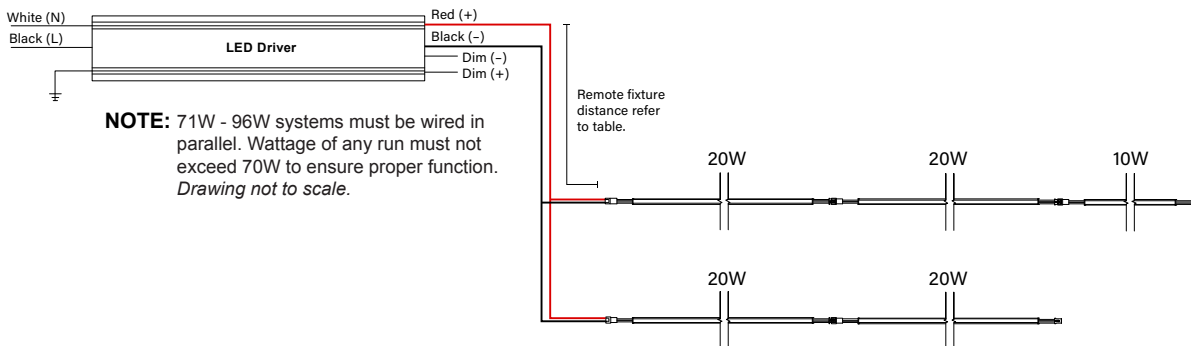 White (N)
Black (L)
LED Driver
Red (+)
Black (–)
Dim (–)
Dim (+)
Remote fixture
distance refer
to table.
NOTE: 71W - 96W systems must be wired in
parallel. Wattage of any run must not
exceed 70W to ensure proper function.
Drawing not to scale.
20W
20W
10W
20W
20W